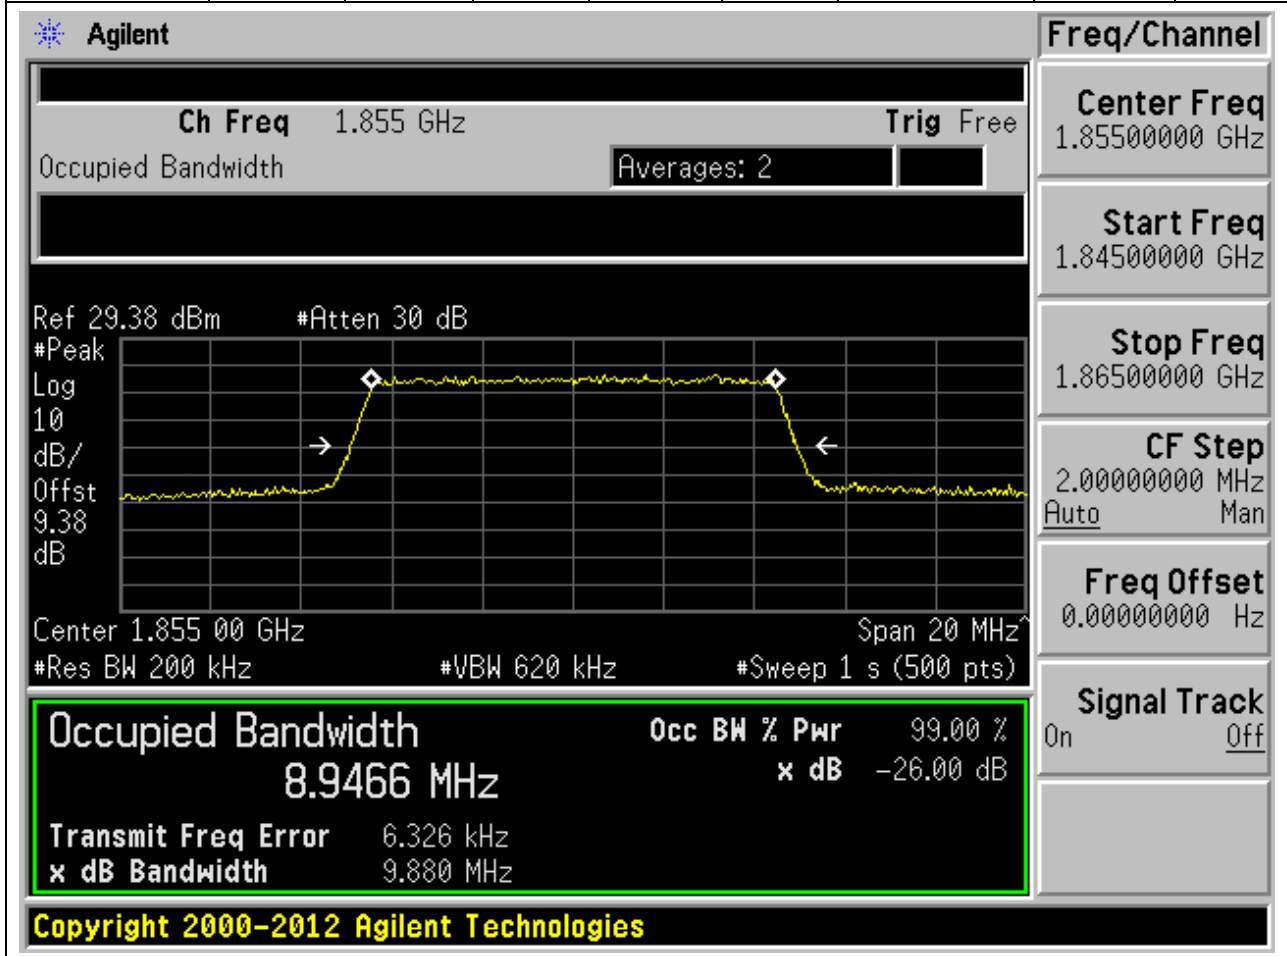 Agilent
Freq/Channel
Ch Freq 1.855 GHz
Trig Free
Occupied Bandwidth
Averages: 2
Center Freq
1.85500000 GHz
Start Freq
1.84500000 GHz
Stop Freq
1.86500000 GHz
CF Step
2.00000000 MHz
Auto Man
Freq Offset
0.00000000 Hz
Signal Track
On Off
Ref 29.38 dBm #Atten 30 dB
#Peak
Log
10
dB/
Offst
9.38
dB
Center 1.855 00 GHz Span 20 MHz^
#Res BW 200 kHz #VBW 620 kHz #Sweep 1 s (500 pts)
Occupied Bandwidth
8.9466 MHz
Occ BW % Pwr 99.00 %
x dB -26.00 dB
Transmit Freq Error 6.326 kHz
x dB Bandwidth 9.880 MHz
Copyright 2000-2012 Agilent Technologies